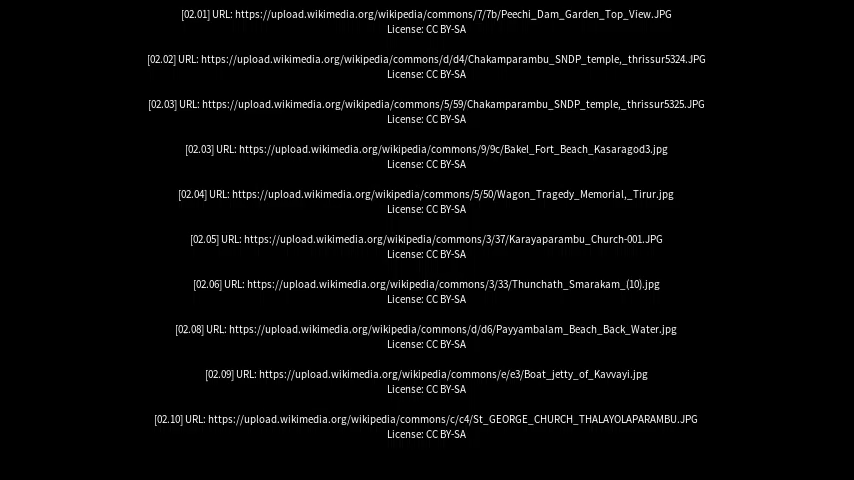 [02.01] URL: https://upload.wikimedia.org/wikipedia/commons/7/7b/Peechi_Dam_Garden_Top_View.JPG
License: CC BY-SA
[02.02] URL: https://upload.wikimedia.org/wikipedia/commons/d/d4/Chakamparambu_SNDP_temple,_thrissur5324.JPG
License: CC BY-SA
[02.03] URL: https://upload.wikimedia.org/wikipedia/commons/5/59/Chakamparambu_SNDP_temple,_thrissur5325.JPG
License: CC BY-SA
[02.03] URL: https://upload.wikimedia.org/wikipedia/commons/9/9c/Bakel_Fort_Beach_Kasaragod3.jpg
License: CC BY-SA
[02.04] URL: https://upload.wikimedia.org/wikipedia/commons/5/50/Wagon_Tragedy_Memorial,_Tirur.jpg
License: CC BY-SA
[02.05] URL: https://upload.wikimedia.org/wikipedia/commons/3/37/Karayaparambu_Church-001.JPG
License: CC BY-SA
[02.06] URL: https://upload.wikimedia.org/wikipedia/commons/3/33/Thunchath_Smarakam_(10).jpg
License: CC BY-SA
[02.08] URL: https://upload.wikimedia.org/wikipedia/commons/d/d6/Payyambalam_Beach_Back_Water.jpg
License: CC BY-SA
[02.09] URL: https://upload.wikimedia.org/wikipedia/commons/e/e3/Boat_jetty_of_Kavvayi.jpg
License: CC BY-SA
[02.10] URL: https://upload.wikimedia.org/wikipedia/commons/c/c4/St_GEORGE_CHURCH_THALAYOLAPARAMBU.JPG
License: CC BY-SA